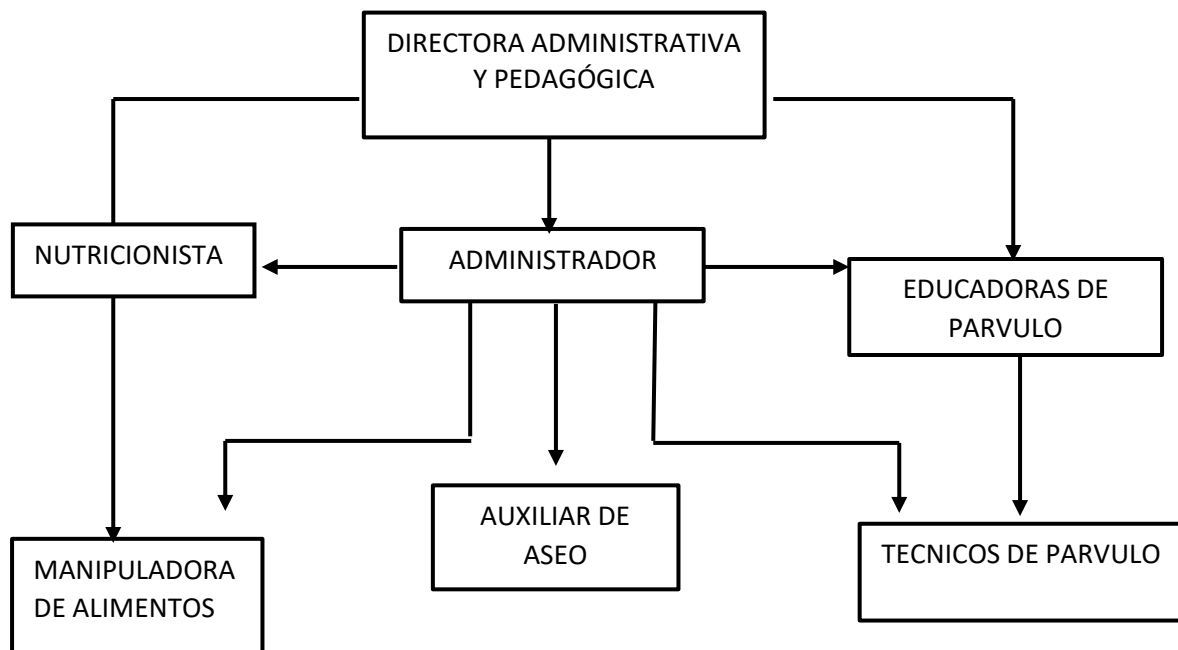 DIRECTORA ADMINISTRATIVA
Y PEDAGÓGICA
NUTRICIONISTA
ADMINISTRADOR
EDUCADORAS DE
PARVULO
MANIPULADORA
DE ALIMENTOS
AUXILIAR DE
ASEO
TECNICOS DE PARVULO